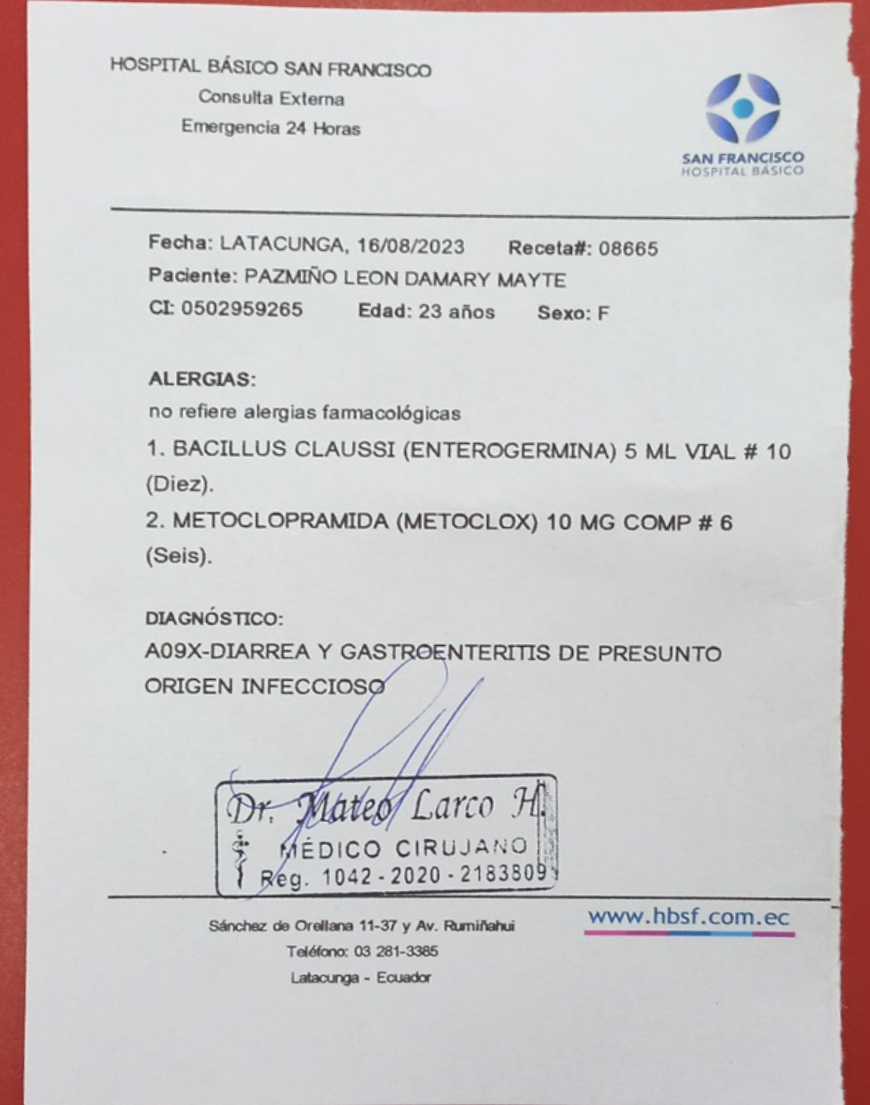 HOSPITAL BÁSICO SAN FRANCISCO
Consulta Externa
Emergencia 24 Horas
SAN FRANCISCO
HOSPITAL BÁSICO
Fecha: LATACUNGA, 16/08/2023 Receta#: 08665
Paciente: PAZMIÑO LEON DAMARY MAYTE
CI: 0502959265 Edad: 23 años Sexo: F
ALERGIAS:
no refiere alergias farmacológicas
1. BACILLUS CLAUSSI (ENTEROGERMINA) 5 ML VIAL # 10
(Diez).
2. METOCLOPRAMIDA (METOCLOX) 10 MG COMP # 6
(Seis).
DIAGNÓSTICO:
A09X-DIARREA Y GASTROENTERITIS DE PRESUNTO
ORIGEN INFECCIOSO
Dr. Mateo Larco H.
MÉDICO CIRUJANO
Reg. 1042 - 2020 - 2183809
Sánchez de Orellana 11-37 y Av. Rumiñahui
Teléfono: 03 281-3385
Latacunga - Ecuador
www.hbsf.com.ec